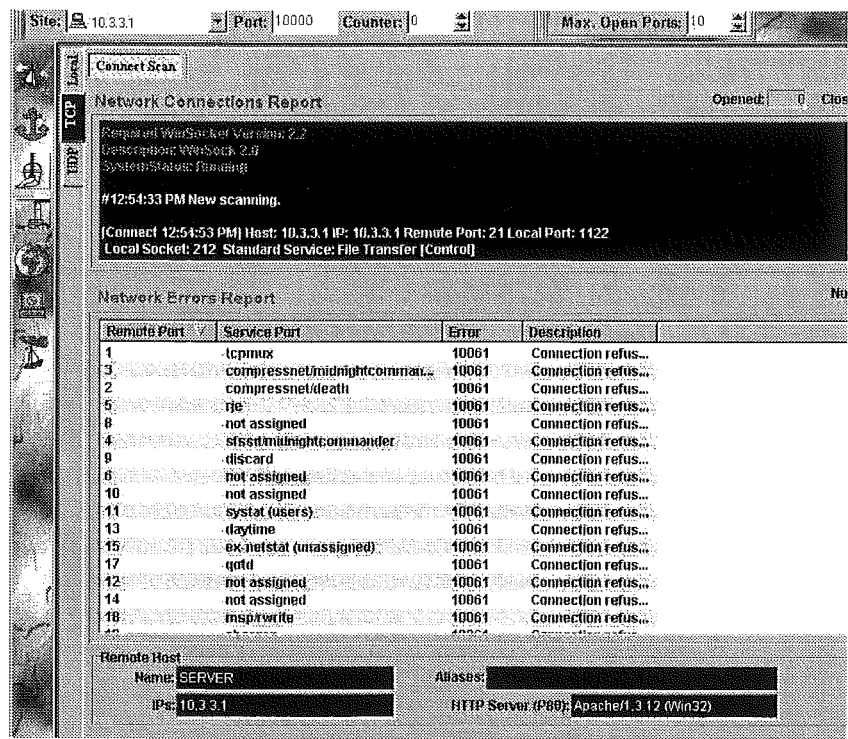 Site: 10.3.3.1 Port: 10000 Counter: 0 Max. Open Ports: 10
Local
TCP
UDP
Connect Scan
Network Connections Report Opened: 0 Clos
Required WinSocket Version: 2.2
Description: WinSock 2.0
SystemStatus: Running
#12:54:33 PM New scanning.
[Connect 12:54:53 PM] Host: 10.3.3.1 IP: 10.3.3.1 Remote Port: 21 Local Port: 1122
Local Socket: 212 Standard Service: File Transfer [Control]
Network Errors Report No
Remote Port Service Port Error Description
1 tcpmux 10061 Connection refus...
3 compressnet/midnightcomman... 10061 Connection refus...
2 compressnet/death 10061 Connection refus...
5 rje 10061 Connection refus...
8 not assigned 10061 Connection refus...
4 sfssrt/midnightcommander 10061 Connection refus...
9 discard 10061 Connection refus...
6 not assigned 10061 Connection refus...
10 not assigned 10061 Connection refus...
11 systat (users) 10061 Connection refus...
13 daytime 10061 Connection refus...
15 ex-netstat (unassigned) 10061 Connection refus...
17 qotd 10061 Connection refus...
12 not assigned 10061 Connection refus...
14 not assigned 10061 Connection refus...
18 msp/rwrite 10061 Connection refus...
Remote Host
Name: SERVER Aliases:
IPs: 10.3.3.1 HTTP Server (P80): Apache/1.3.12 (Win32)